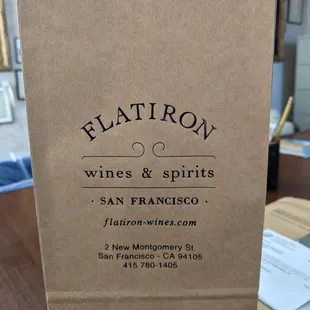 FLATIRON
wines & spirits
· SAN FRANCISCO ·
flatiron-wines.com
2 New Montgomery St.
San Francisco - CA 94105
415 780-1405